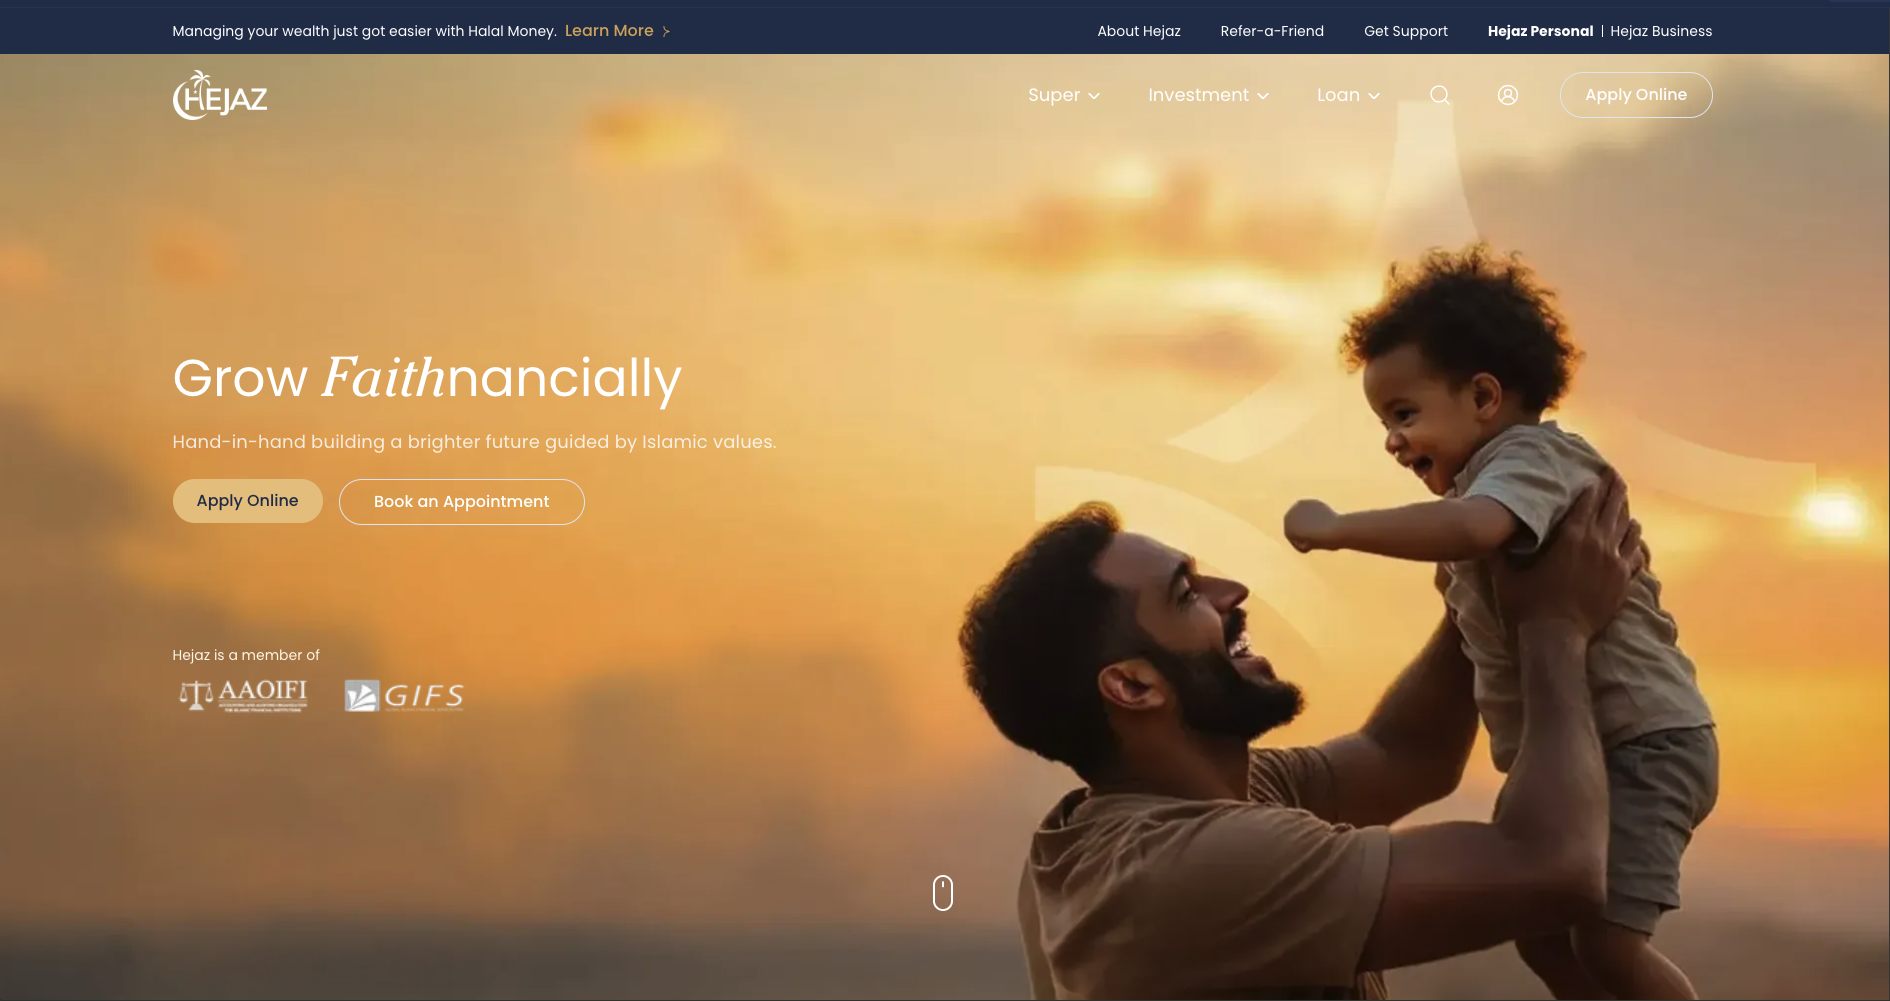 Managing your wealth just got easier with Halal Money. Learn More
About Hejaz Refer-a-Friend Get Support Hejaz Personal | Hejaz Business
HEJAZ
Super Investment Loan Apply Online
Grow Faithnancially
Hand-in-hand building a brighter future guided by Islamic values.
Apply Online Book an Appointment
Hejaz is a member of
AAOIFI GIFS